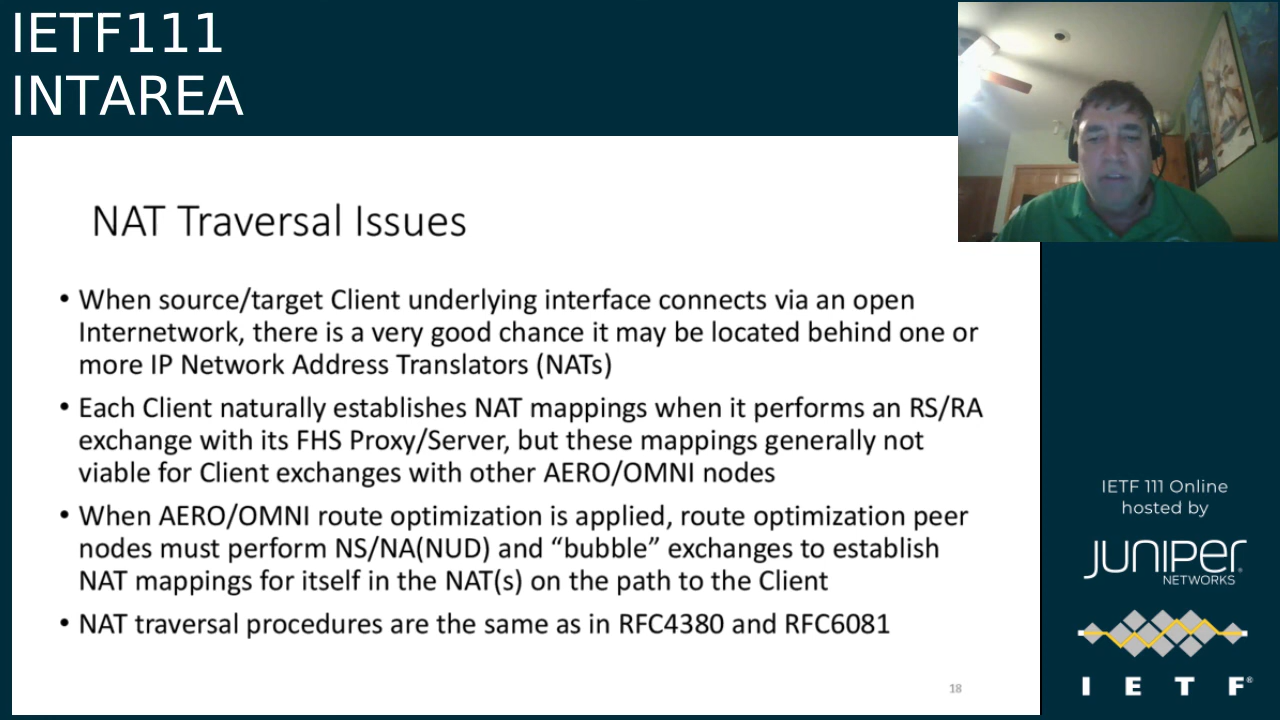 IETF111
INTAREA
NAT Traversal Issues
• When source/target Client underlying interface connects via an open
Internetwork, there is a very good chance it may be located behind one or
more IP Network Address Translators (NATs)
• Each Client naturally establishes NAT mappings when it performs an RS/RA
exchange with its FHS Proxy/Server, but these mappings generally not
viable for Client exchanges with other AERO/OMNI nodes
• When AERO/OMNI route optimization is applied, route optimization peer
nodes must perform NS/NA(NUD) and “bubble” exchanges to establish
NAT mappings for itself in the NAT(s) on the path to the Client
• NAT traversal procedures are the same as in RFC4380 and RFC6081
18
IETF 111 Online
hosted by
JUNIPER
NETWORKS
I E T F®